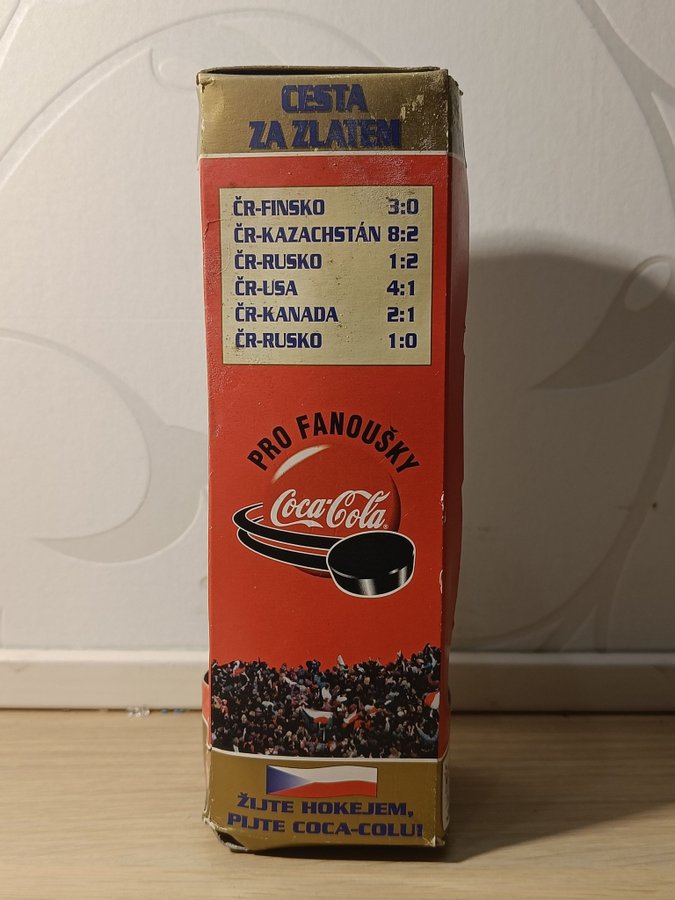 CESTA
ZA ZLATEM
ČR-FINSKO 3:0
ČR-KAZACHSTÁN 8:2
ČR-RUSKO 1:2
ČR-USA 4:1
ČR-KANADA 2:1
ČR-RUSKO 1:0
PRO FANOUŠKY
Coca-Cola®
ŽIJTE HOKEJEM,
PIJTE COCA-COLU!